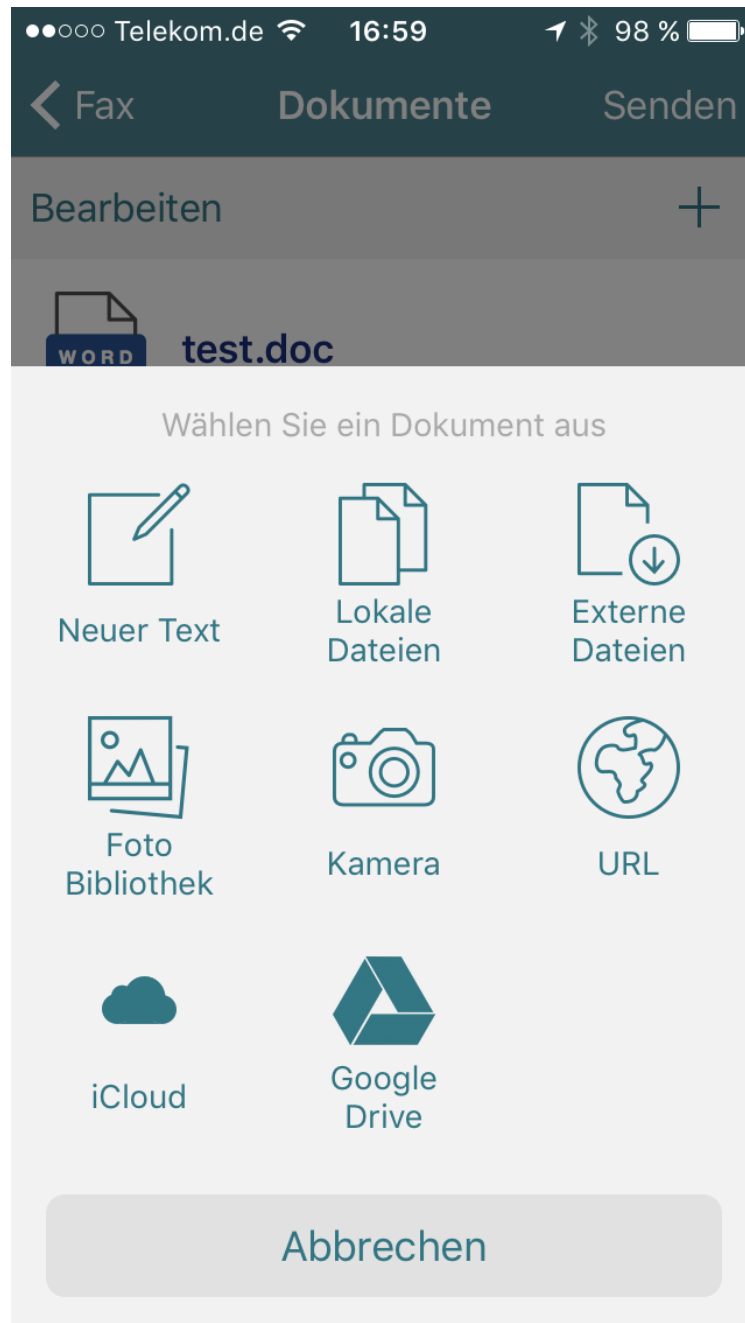 Telekom.de 16:59 98 %
Fax Dokumente Senden
Bearbeiten +
WORD test.doc
Wählen Sie ein Dokument aus
Neuer Text
Lokale
Dateien
Externe
Dateien
Foto
Bibliothek
Kamera
URL
iCloud
Google
Drive
Abbrechen